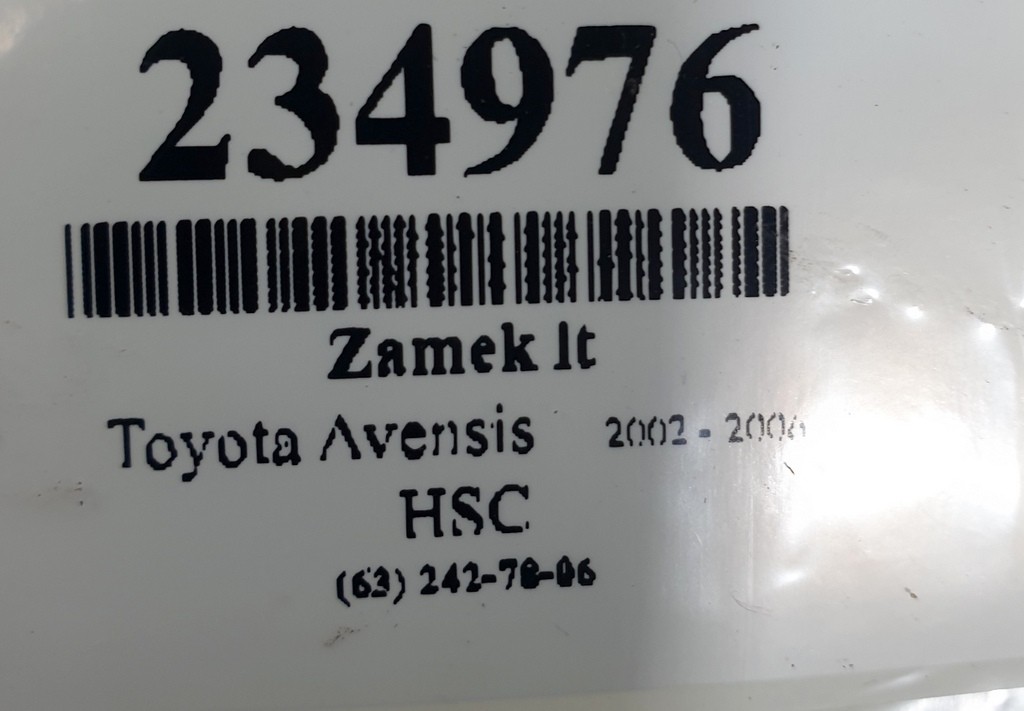 234976
Zamek lt
Toyota Avensis 2002 - 2006
HSC
(63) 242-78-06